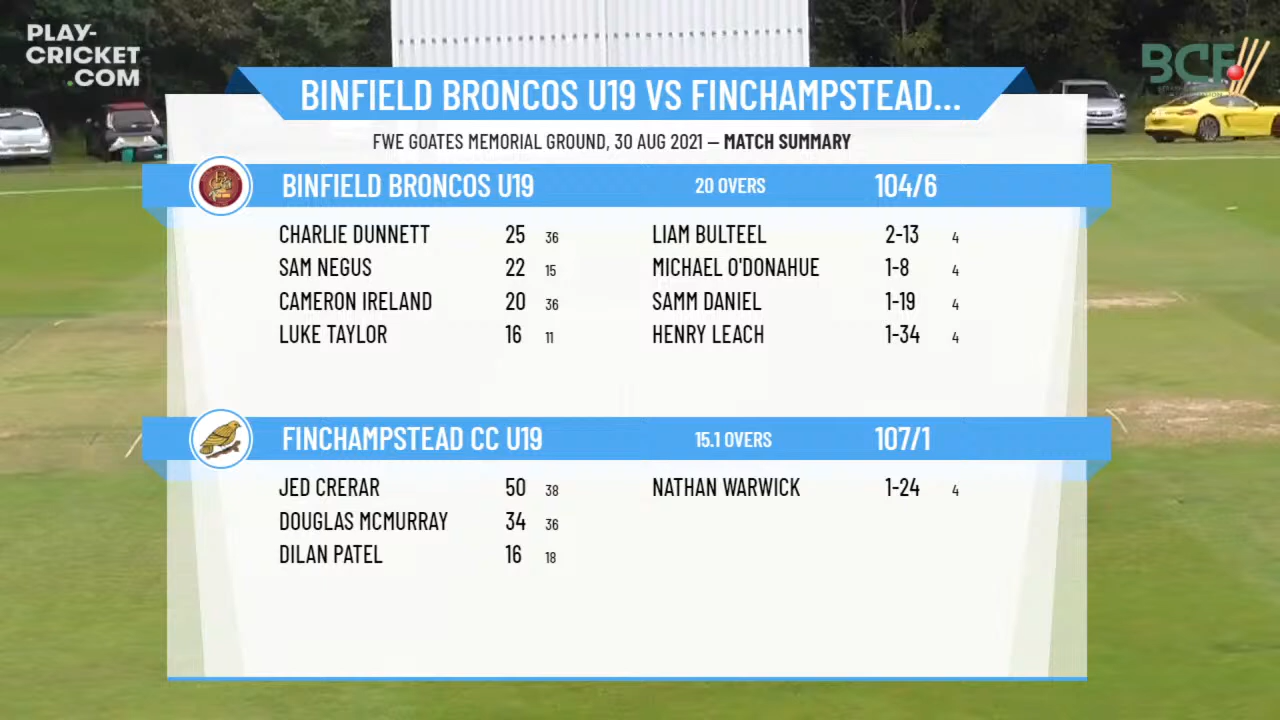 PLAY-
CRICKET
.COM
BCF
BINFIELD BRONCOS U19 VS FINCHAMPSTEAD...
FWE GOATES MEMORIAL GROUND, 30 AUG 2021 – MATCH SUMMARY
BINFIELD BRONCOS U19 20 OVERS 104/6
CHARLIE DUNNETT 25 36 LIAM BULTEEL 2-13 4
SAM NEGUS 22 15 MICHAEL O'DONAHUE 1-8 4
CAMERON IRELAND 20 36 SAMM DANIEL 1-19 4
LUKE TAYLOR 16 11 HENRY LEACH 1-34 4
FINCHAMPSTEAD CC U19 15.1 OVERS 107/1
JED CRERAR 50 38 NATHAN WARWICK 1-24 4
DOUGLAS MCMURRAY 34 36
DILAN PATEL 16 18